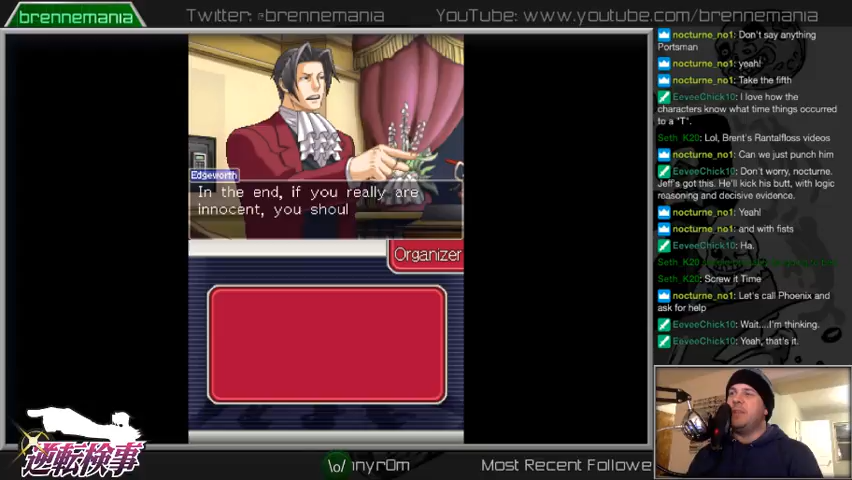 brennemania
Twitter: @brennemania
YouTube: www.youtube.com/brennemania
nocturne_no1: Don't say anything
Portsman
nocturne_no1: yeah!
nocturne_no1: Take the fifth
EeveeChick10: I love how the
characters know what time things occurred
to a "T".
Seth_K20: Lol, Brent's Rantalfloss videos
nocturne_no1: Can we just punch him
EeveeChick10: Don't worry, nocturne.
Jeff's got this. He'll kick his butt, with logic
reasoning and decisive evidence.
nocturne_no1: Yeah!
nocturne_no1: and with fists
EeveeChick10: Ha.
Seth_K20: Screw it Time
nocturne_no1: Let's call Phoenix and
ask for help
EeveeChick10: Wait....I'm thinking.
EeveeChick10: Yeah, that's it.
Edgeworth
In the end, if you really are
innocent, you shoul
Organizer
逆転検事
\o/
nnyr0m
Most Recent Followe